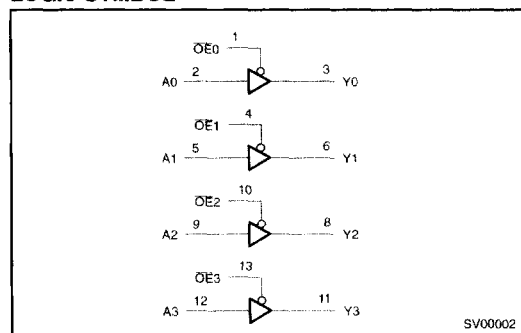 LOGIC SYMBOL
OE0 1
A0 2 3 Y0
OE1 4
A1 5 6 Y1
OE2 10
A2 9 8 Y2
OE3 13
A3 12 11 Y3
SV00002